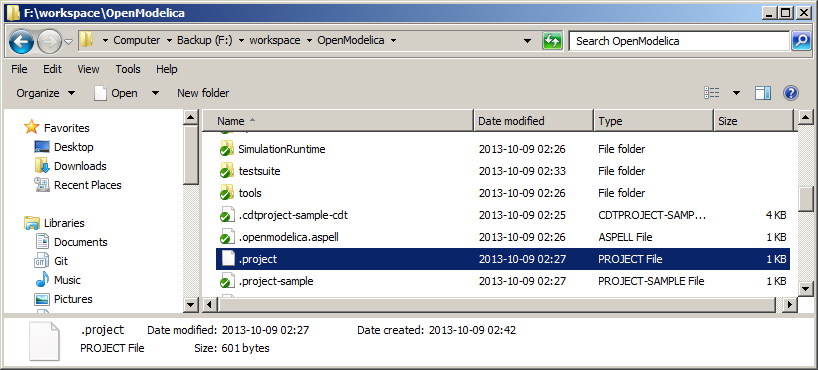 F:\workspace\OpenModelica
Computer Backup (F:) workspace OpenModelica Search OpenModelica
File Edit View Tools Help
Organize Open New folder
Favorites
Desktop
Downloads
Recent Places
Libraries
Documents
Git
Music
Pictures
Name Date modified Type Size
SimulationRuntime 2013-10-09 02:26 File folder
testsuite 2013-10-09 02:33 File folder
tools 2013-10-09 02:26 File folder
.cdtproject-sample-cdt 2013-10-09 02:25 CDTPROJECT-SAMP... 4 KB
.openmodelica.aspell 2013-10-09 02:26 ASPELL File 1 KB
.project 2013-10-09 02:27 PROJECT File 1 KB
.project-sample 2013-10-09 02:27 PROJECT-SAMPLE File 1 KB
.project Date modified: 2013-10-09 02:27 Date created: 2013-10-09 02:42
PROJECT File Size: 601 bytes